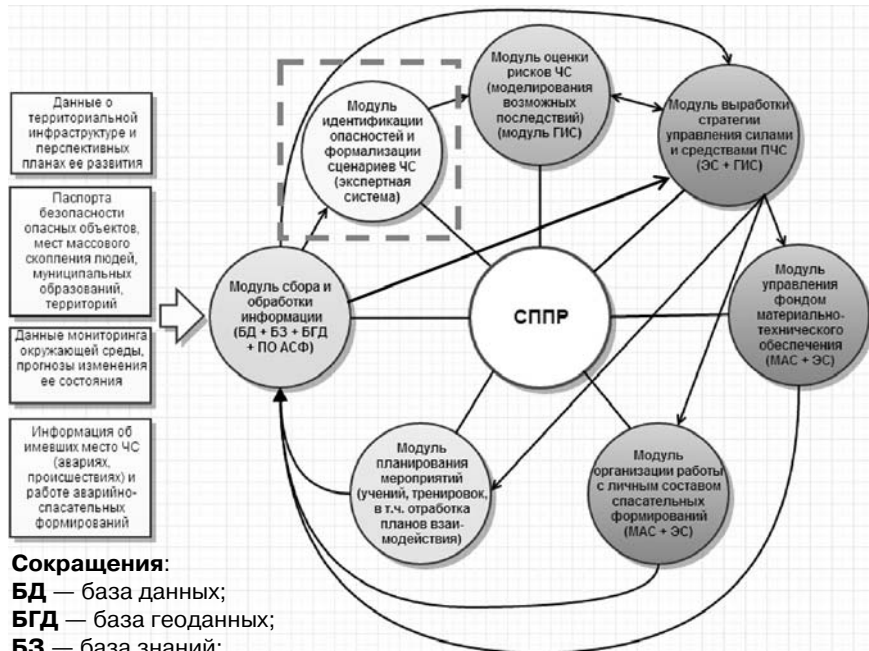 Данные о
территориальной
инфраструктуре и
перспективных
планах ее развития
Паспорта
безопасности
опасных объектов,
мест массового
скопления людей,
муниципальных
образований,
территорий
Данные мониторинга
окружающей среды,
прогнозы изменения
ее состояния
Информация об
имевших место ЧС
(авариях,
происшествиях) и
работе аварийно-
спасательных
формирований
Модуль сбора и
обработки
информации
(БД + БЗ + БГД
+ ПО АСФ)
Модуль
идентификации
опасностей и
формализации
сценариев ЧС
(экспертная
система)
Модуль оценки
рисков ЧС
(моделирования
возможных
последствий)
(модуль ГИС)
Модуль выработки
стратегии
управления силами
и средствами ПЧС
(ЭС + ГИС)
СППР
Модуль
управления
фондом
материально-
технического
обеспечения
(МАС + ЭС)
Модуль
организации работы
с личным составом
спасательных
формирований
(МАС + ЭС)
Модуль
планирования
мероприятий
(учений, тренировок,
в т.ч. отработка
планов взаи-
модействия)
Сокращения:
БД — база данных;
БГД — база геоданных;
БЗ — база знаний;